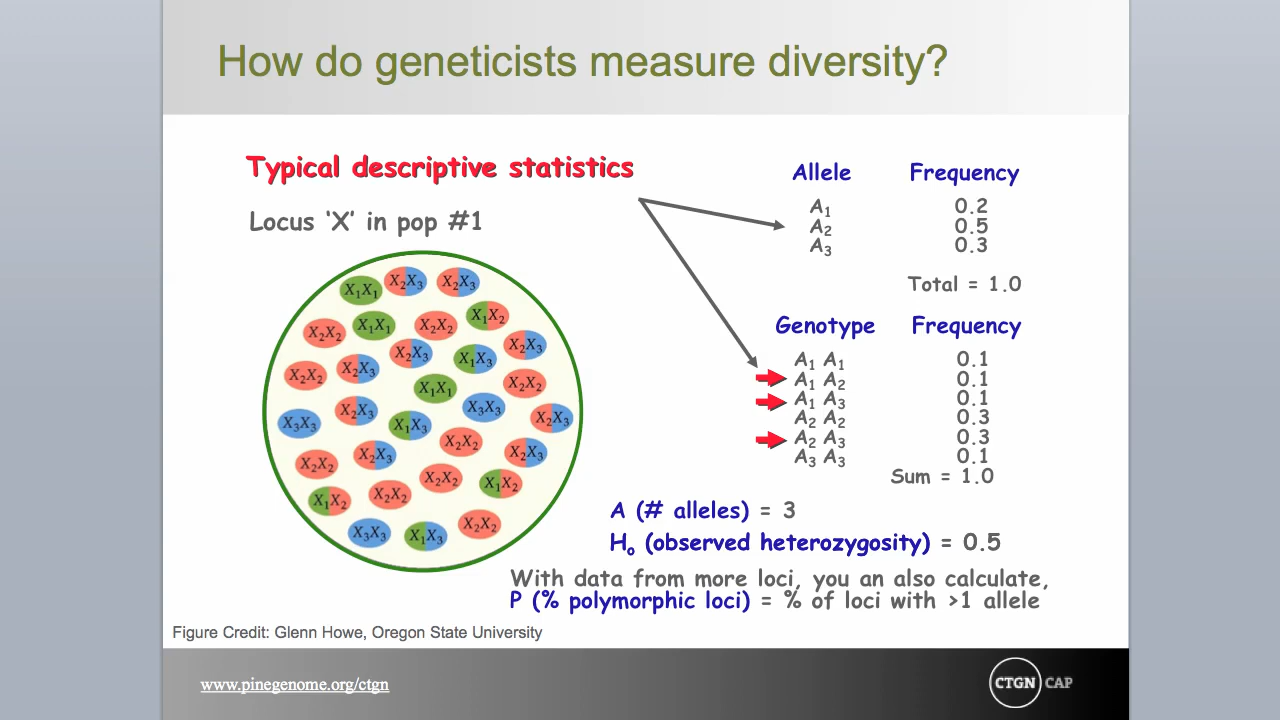 How do geneticists measure diversity?
Typical descriptive statistics
Locus ‘X’ in pop #1
X₁X₁ X₂X₃ X₂X₃
X₂X₂ X₁X₁ X₂X₂ X₁X₂
X₂X₃ X₁X₃ X₂X₃
X₂X₂ X₂X₃
X₁X₁ X₂X₂
X₃X₃ X₂X₃ X₁X₃ X₃X₃ X₂X₃
X₂X₂ X₂X₃ X₂X₂ X₂X₃
X₁X₂ X₂X₂ X₂X₂ X₁X₂
X₃X₃ X₁X₃ X₂X₂
Allele Frequency
A₁ 0.2
A₂ 0.5
A₃ 0.3
Total = 1.0
Genotype Frequency
A₁ A₁ 0.1
A₁ A₂ 0.1
A₁ A₃ 0.1
A₂ A₂ 0.3
A₂ A₃ 0.3
A₃ A₃ 0.1
Sum = 1.0
A (# alleles) = 3
Hₒ (observed heterozygosity) = 0.5
With data from more loci, you an also calculate,
P (% polymorphic loci) = % of loci with >1 allele
Figure Credit: Glenn Howe, Oregon State University
www.pinegenome.org/ctgn
CTGN CAP